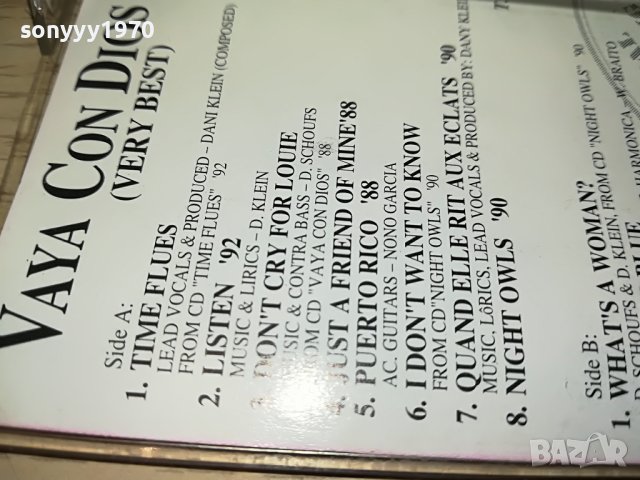 sonyyy1970
VAYA CON DIOS
(VERY BEST)
Side A:
1. TIME FLUES
LEAD VOCALS & PRODUCED – DANI KLEIN (COMPOSED)
FROM CD "TIME FLUES" '92
2. LISTEN '92
MUSIC & LIRICS – D. KLEIN
3. DON'T CRY FOR LOUIE
MUSIC & CONTRA BASS – D. SCHOUFS
FROM CD "VAYA CON DIOS" '88
4. JUST A FRIEND OF MINE '88
5. PUERTO RICO '88
AC. GUITARS – NONO GARCIA
6. I DON'T WANT TO KNOW
FROM CD "NIGHT OWLS" '90
7. QUAND ELLE RIT AUX ECLATS '90
MUSIC, LôRICS, LEAD VOCALS & PRODUCED BY: DANY KLEIN
8. NIGHT OWLS '90
Side B:
1. WHAT'S A WOMAN?
D. SCHOUFS & D. KLEIN, FROM CD "NIGHT OWLS" '90
BLUE
HARMONICA – W. BRAITO
BAZAR